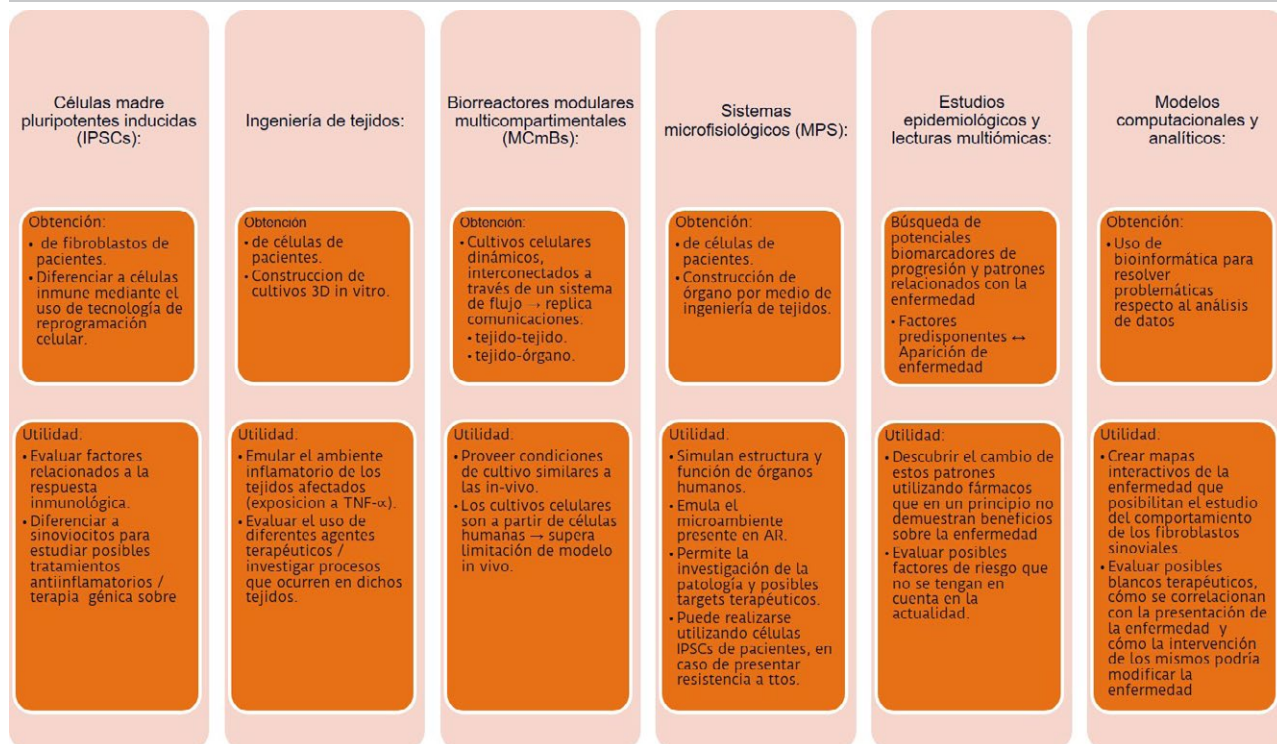 Células madre
pluripotentes inducidas
(IPSCs):
Obtención:
• de fibroblastos de
pacientes.
• Diferenciar a células
inmune mediante el
uso de tecnología de
reprogramación
celular.
Utilidad:
• Evaluar factores
relacionados a la
respuesta
inmunológica.
• Diferenciar a
sinoviocitos para
estudiar posibles
tratamientos
antiinflamatorios /
terapia génica sobre
Ingeniería de tejidos:
Obtención
• de células de
pacientes.
• Construccion de
cultivos 3D in vitro.
Utilidad:
• Emular el ambiente
inflamatorio de los
tejidos afectados
(exposicion a TNF-∝).
• Evaluar el uso de
diferentes agentes
terapéuticos /
investigar procesos
que ocurren en dichos
tejidos.
Biorreactores modulares
multicompartimentales
(MCmBs):
Obtención:
• Cultivos celulares
dinámicos,
interconectados a
través de un sistema
de flujo → replica
comunicaciones.
• tejido-tejido.
• tejido-órgano.
Utilidad:
• Proveer condiciones
de cultivo similares a
las in-vivo.
• Los cultivos celulares
son a partir de células
humanas → supera
limitación de modelo
in vivo.
Sistemas
microfisiológicos (MPS):
Obtención:
• de células de
pacientes.
• Construcción de
órgano por medio de
ingeniería de tejidos.
Utilidad:
• Simulan estructura y
función de órganos
humanos.
• Emula el
microambiente
presente en AR.
• Permite la
investigación de la
patología y posibles
targets terapéuticos.
• Puede realizarse
utilizando células
IPSCs de pacientes, en
caso de presentar
resistencia a ttos.
Estudios
epidemiológicos y
lecturas multiómicas:
Búsqueda de
potenciales
biomarcadores de
progresión y patrones
relacionados con la
enfermedad
• Factores
predisponentes ↔
Aparición de
enfermedad
Utilidad:
• Descubrir el cambio de
estos patrones
utilizando fármacos
que en un principio no
demuestran beneficios
sobre la enfermedad
• Evaluar posibles
factores de riesgo que
no se tengan en
cuenta en la
actualidad.
Modelos
computacionales y
analíticos:
Obtención:
• Uso de
bioinformática para
resolver
problemáticas
respecto al análisis
de datos
Utilidad:
• Crear mapas
interactivos de la
enfermedad que
posibilitan el estudio
del comportamiento
de los fibroblastos
sinoviales.
• Evaluar posibles
blancos terapéuticos,
cómo se correlacionan
con la presentación de
la enfermedad y
cómo la intervención
de los mismos podría
modificar la
enfermedad